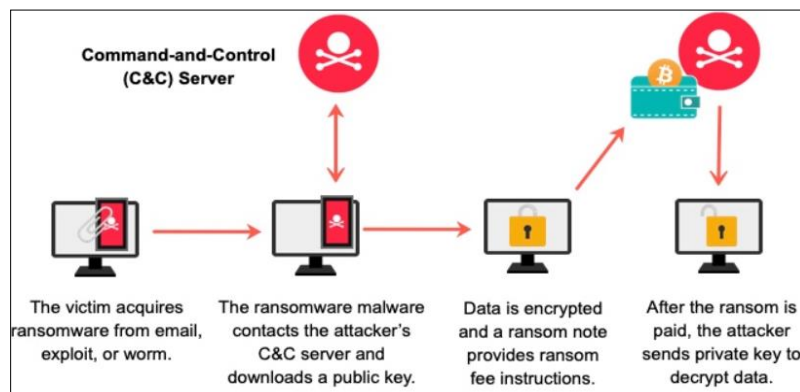 Command-and-Control
(C&C) Server
The victim acquires
ransomware from email,
exploit, or worm.
The ransomware malware
contacts the attacker's
C&C server and
downloads a public key.
Data is encrypted
and a ransom note
provides ransom
fee instructions.
After the ransom is
paid, the attacker
sends private key to
decrypt data.